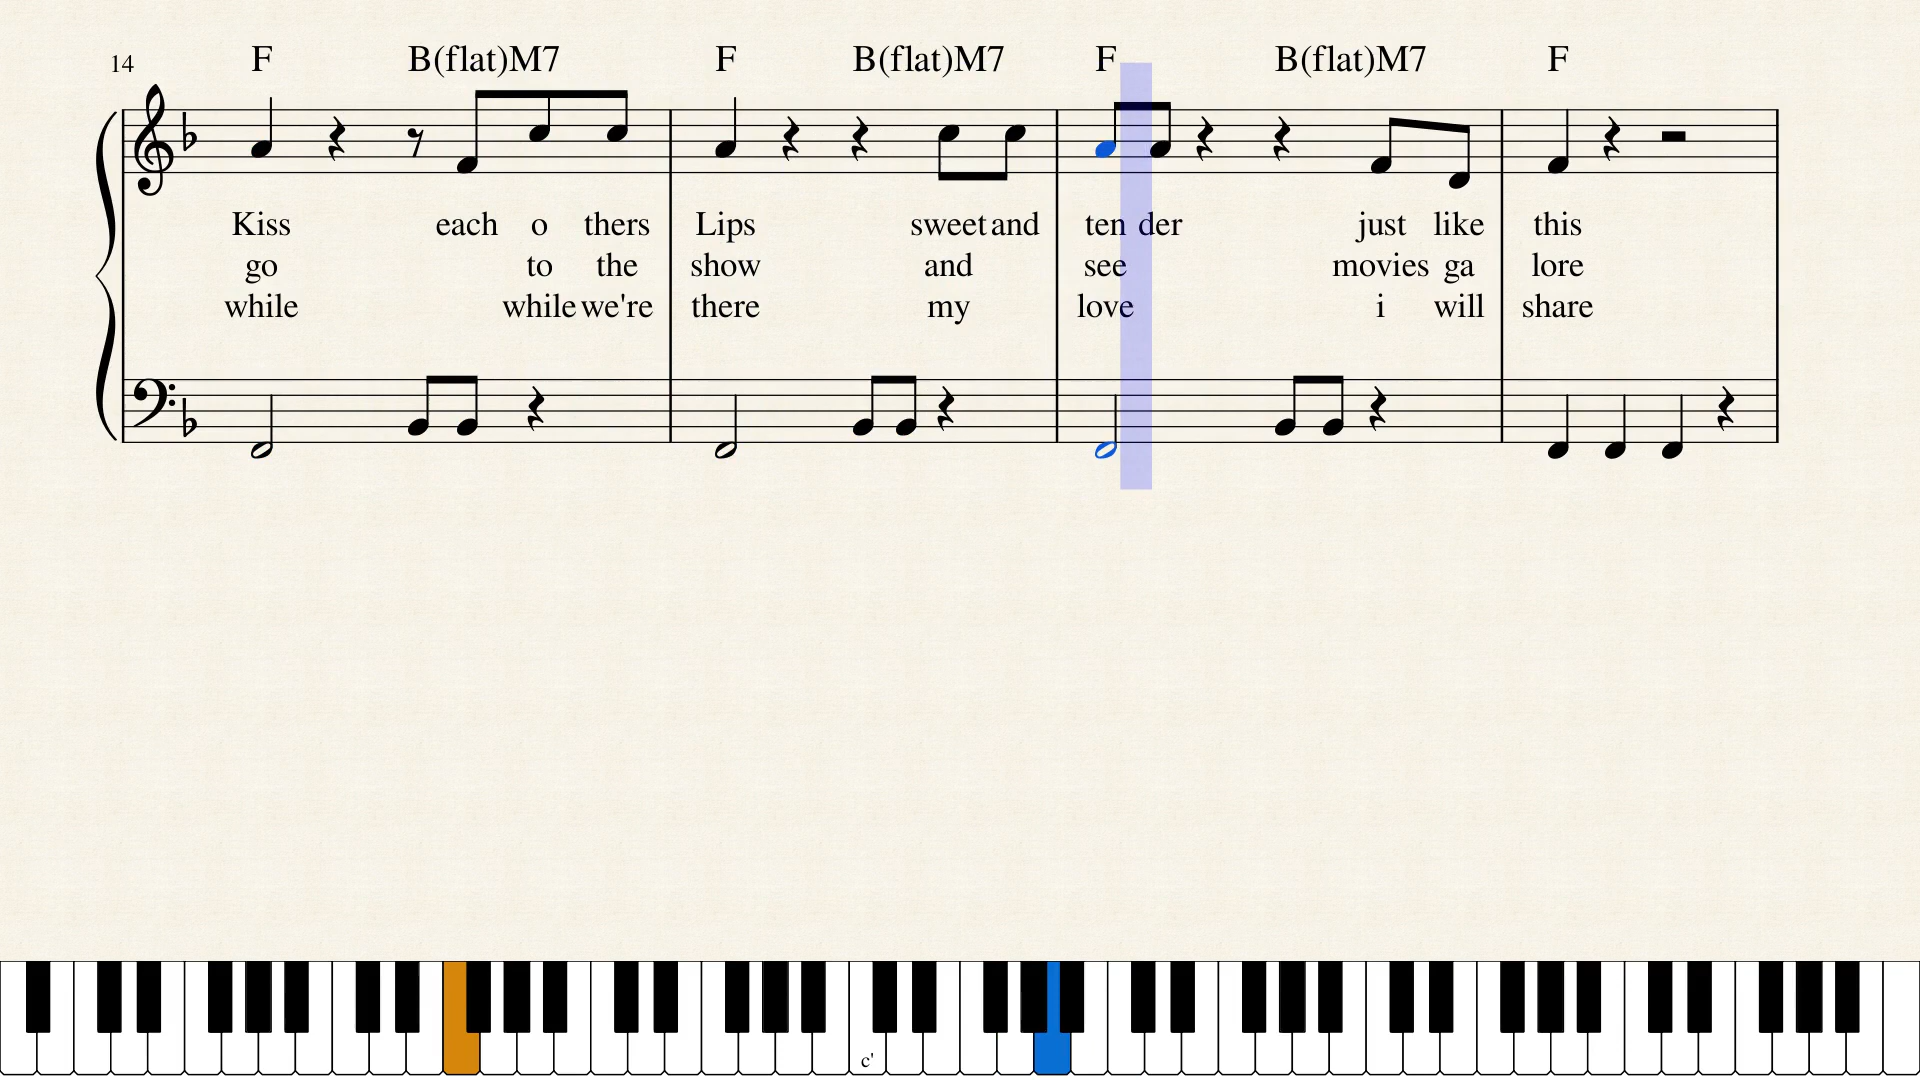 14 F B(flat)M7 F B(flat)M7 F B(flat)M7 F
Kiss each o thers Lips sweet and ten der just like this
go to the show and see movies ga lore
while while we're there my love i will share
c'